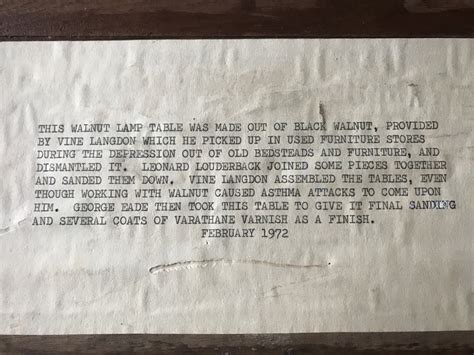 THIS WALNUT LAMP TABLE WAS MADE OUT OF BLACK WALNUT, PROVIDED
BY VINE LANGDON WHICH HE PICKED UP IN USED FURNITURE STORES
DURING THE DEPRESSION OUT OF OLD BEDSTEADS AND FURNITURE, AND
DISMANTLED IT. LEONARD LOUDERBACK JOINED SOME PIECES TOGETHER
AND SANDED THEM DOWN. VINE LANGDON ASSEMBLED THE TABLES, EVEN
THOUGH WORKING WITH WALNUT CAUSED ASTHMA ATTACKS TO COME UPON
HIM. GEORGE EADE THEN TOOK THIS TABLE TO GIVE IT FINAL SANDING
AND SEVERAL COATS OF VARATHANE VARNISH AS A FINISH.
FEBRUARY 1972